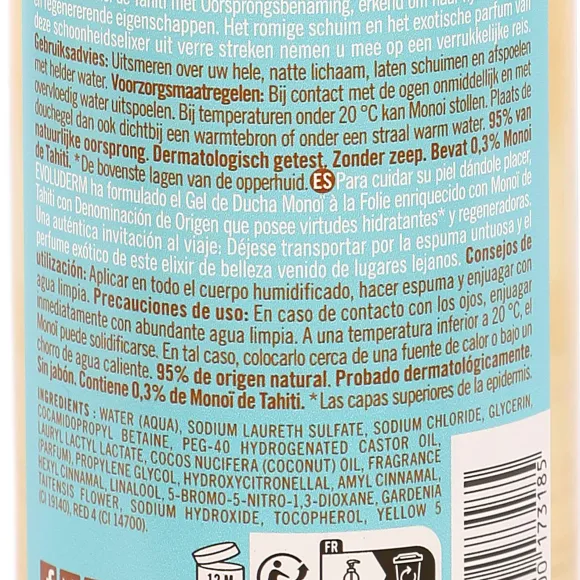 de Tahiti met Oorsprongsbenaming, erkend om haar
regenererende eigenschappen. Het romige schuim en het exotische parfum van
deze schoonheidselixir uit verre streken nemen u mee op een verrukkelijke reis.
Gebruiksadvies: Uitsmeren over uw hele, natte lichaam, laten schuimen en afspoelen
met helder water. Voorzorgsmaatregelen: Bij contact met de ogen onmiddellijk en met
overvloedig water uitspoelen. Bij temperaturen onder 20 °C kan Monoi stollen. Plaats de
douchegel dan ook dichtbij een warmtebron of onder een straal warm water. 95% van
natuurlijke oorsprong. Dermatologisch getest. Zonder zeep. Bevat 0,3% Monoi
de Tahiti. *De bovenste lagen van de opperhuid. ES Para cuidar su piel dándole placer,
EVOLUDERM ha formulado el Gel de Ducha Monoï à la Folie enriquecido con Monoï de
Tahiti con Denominación de Origen que posee virtudes hidratantes* y regeneradoras.
Una auténtica invitación al viaje: Déjese transportar por la espuma untuosa y el
perfume exótico de este elixir de belleza venido de lugares lejanos. Consejos de
utilización: Aplicar en todo el cuerpo humidificado, hacer espuma y enjuagar con
agua limpia. Precauciones de uso: En caso de contacto con los ojos, enjuagar
inmediatamente con abundante agua limpia. A una temperatura inferior a 20 °C, el
Monoï puede solidificarse. En tal caso, colocarlo cerca de una fuente de calor o bajo un
chorro de agua caliente. 95% de origen natural. Probado dermatológicamente.
Sin jabón. Contiene 0,3% de Monoï de Tahiti. *Las capas superiores de la epidermis.
INGREDIENTS : WATER (AQUA), SODIUM LAURETH SULFATE, SODIUM CHLORIDE, GLYCERIN,
COCAMIDOPROPYL BETAINE, PEG-40 HYDROGENATED CASTOR OIL,
LAURYL LACTYL LACTATE, COCOS NUCIFERA (COCONUT) OIL, FRAGRANCE
(PARFUM), PROPYLENE GLYCOL, HYDROXYCITRONELLAL, AMYL CINNAMAL,
HEXYL CINNAMAL, LINALOOL, 5-BROMO-5-NITRO-1,3-DIOXANE, GARDENIA
TAITENSIS FLOWER, SODIUM HYDROXIDE, TOCOPHEROL, YELLOW 5
(CI 19140), RED 4 (CI 14700).
12 M
FR
173185